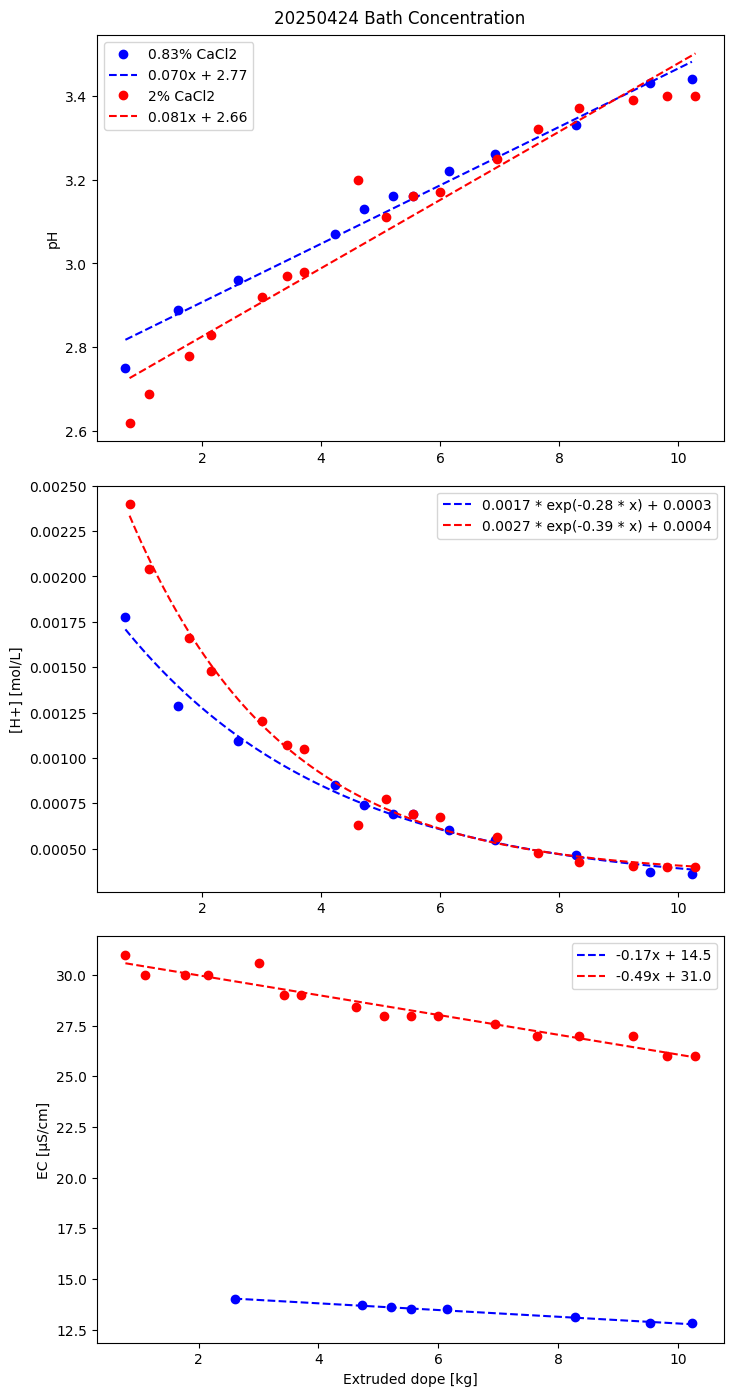 20250424 Bath Concentration
0.83% CaCl2
0.070x + 2.77
2% CaCl2
0.081x + 2.66
3.4
3.2
3.0
2.8
2.6
pH
2 4 6 8 10
0.00250
0.00225
0.00200
0.00175
0.00150
0.00125
0.00100
0.00075
0.00050
[H+] [mol/L]
0.0017 * exp(-0.28 * x) + 0.0003
0.0027 * exp(-0.39 * x) + 0.0004
2 4 6 8 10
30.0
27.5
25.0
22.5
20.0
17.5
15.0
12.5
EC [μS/cm]
-0.17x + 14.5
-0.49x + 31.0
2 4 6 8 10
Extruded dope [kg]